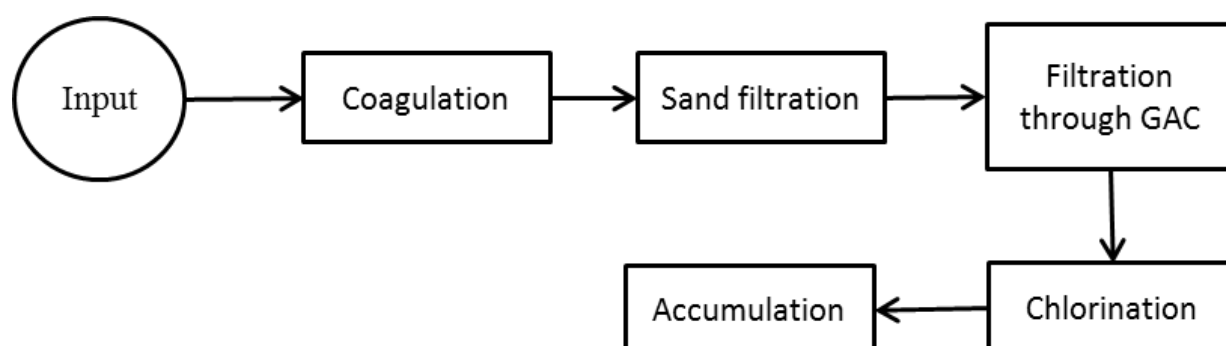 Input
Coagulation
Sand filtration
Filtration
through GAC
Chlorination
Accumulation